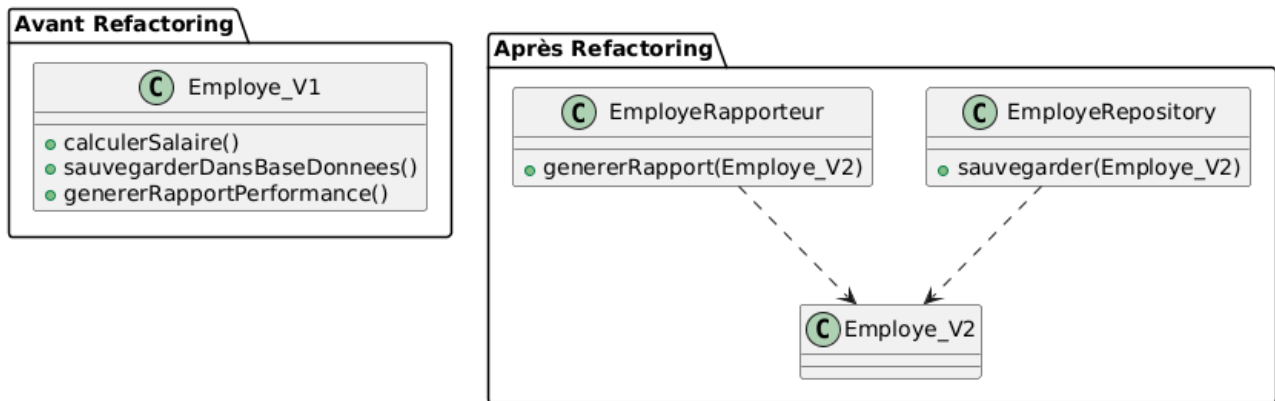 Avant Refactoring
C Employe_V1
calculerSalaire()
sauvegarderDansBaseDonnees()
genererRapportPerformance()
Après Refactoring
C EmployeRapporteur
genererRapport(Employe_V2)
C EmployeRepository
sauvegarder(Employe_V2)
C Employe_V2